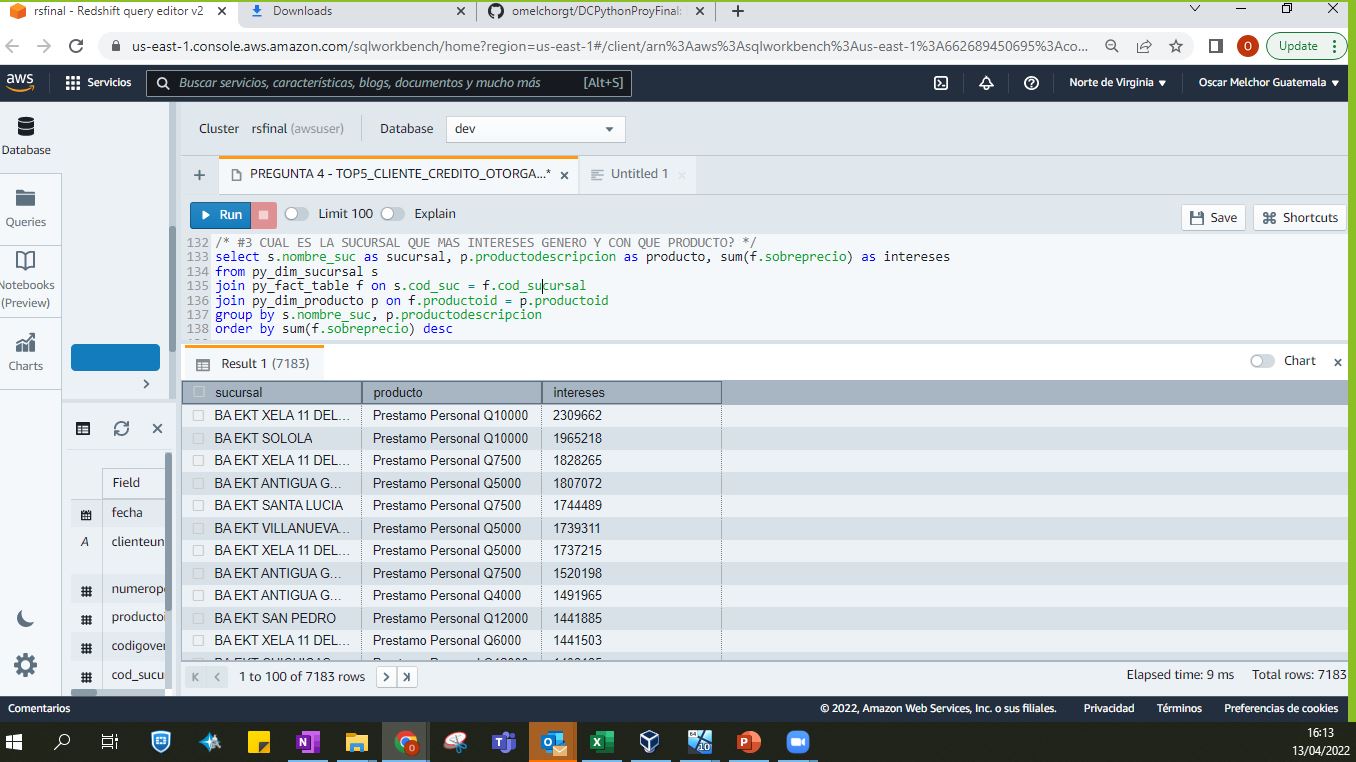 rsfinal - Redshift query editor v2
Downloads
omelchorgt/DCPythonProyFinal:
us-east-1.console.aws.amazon.com/sqlworkbench/home?region=us-east-1#/client/arn%3Aaws%3Asqlworkbench%3Aus-east-1%3A662689450695%3Aco...
O
Update
aws
Servicios
Buscar servicios, características, blogs, documentos y mucho más
[Alt+S]
Norte de Virginia
Oscar Melchor Guatemala
Database
Queries
Notebooks
(Preview)
Charts
Cluster rsfinal (awsuser)
Database dev
PREGUNTA 4 - TOP5_CLIENTE_CREDITO_OTORGA...*
Untitled 1
Run
Limit 100
Explain
Save
Shortcuts
132 /* #3 CUAL ES LA SUCURSAL QUE MAS INTERESES GENERO Y CON QUE PRODUCTO? */
133 select s.nombre_suc as sucursal, p.productodescripcion as producto, sum(f.sobreprecio) as intereses
134 from py_dim_sucursal s
135 join py_fact_table f on s.cod_suc = f.cod_sucursal
136 join py_dim_producto p on f.productoid = p.productoid
137 group by s.nombre_suc, p.productodescripcion
138 order by sum(f.sobreprecio) desc
Result 1 (7183)
Chart
sucursal producto intereses
BA EKT XELA 11 DEL... Prestamo Personal Q10000 2309662
BA EKT SOLOLA Prestamo Personal Q10000 1965218
BA EKT XELA 11 DEL... Prestamo Personal Q7500 1828265
BA EKT ANTIGUA G... Prestamo Personal Q5000 1807072
BA EKT SANTA LUCIA Prestamo Personal Q7500 1744489
BA EKT VILLANUEVA... Prestamo Personal Q5000 1739311
BA EKT XELA 11 DEL... Prestamo Personal Q5000 1737215
BA EKT ANTIGUA G... Prestamo Personal Q7500 1520198
BA EKT ANTIGUA G... Prestamo Personal Q4000 1491965
BA EKT SAN PEDRO Prestamo Personal Q12000 1441885
BA EKT XELA 11 DEL... Prestamo Personal Q6000 1441503
Field
fecha
A clienteun
numerope
productoi
codigover
cod_sucu
1 to 100 of 7183 rows
Elapsed time: 9 ms
Total rows: 7183
Comentarios
© 2022, Amazon Web Services, Inc. o sus filiales.
Privacidad
Términos
Preferencias de cookies
16:13
13/04/2022